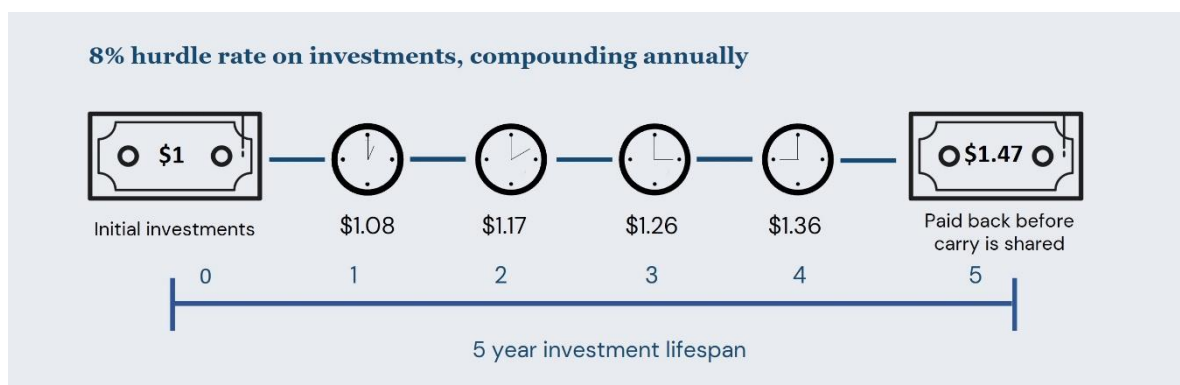 8% hurdle rate on investments, compounding annually
$1
$1.47
Initial investments
$1.08
$1.17
$1.26
$1.36
Paid back before
carry is shared
0
1
2
3
4
5
5 year investment lifespan